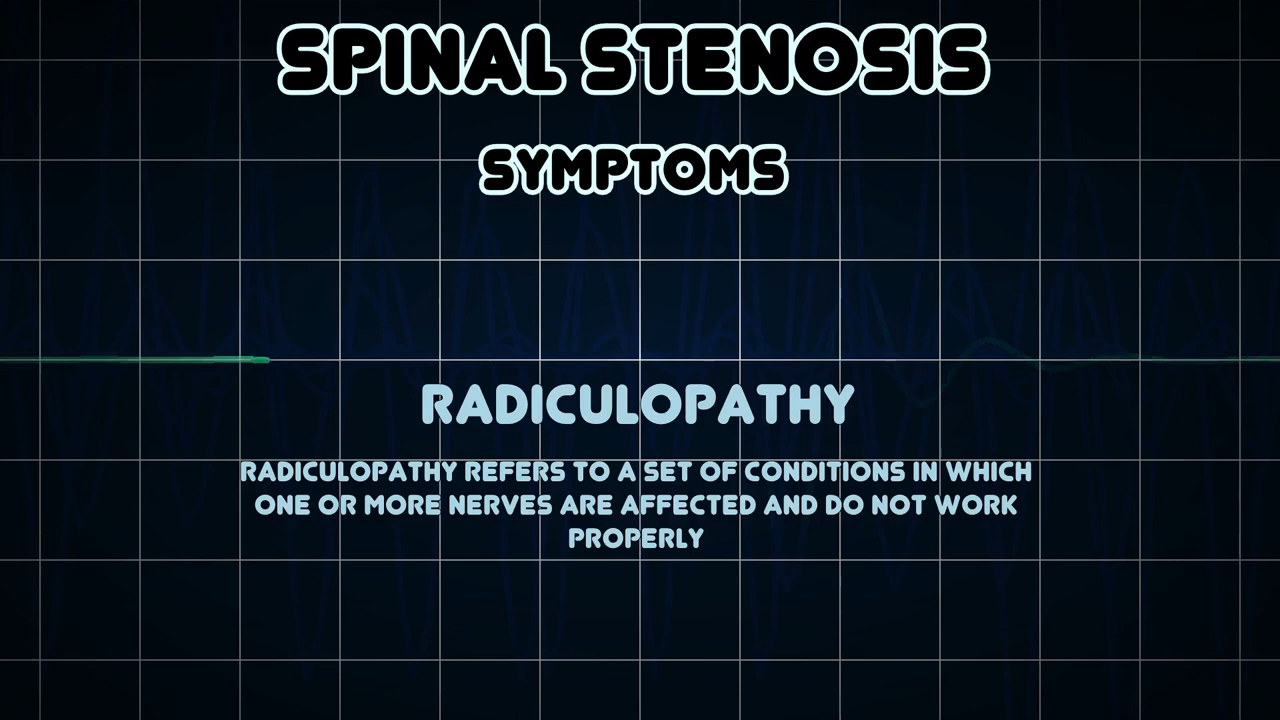 SPINAL STENOSIS
SYMPTOMS
RADICULOPATHY
RADICULOPATHY REFERS TO A SET OF CONDITIONS IN WHICH
ONE OR MORE NERVES ARE AFFECTED AND DO NOT WORK
PROPERLY